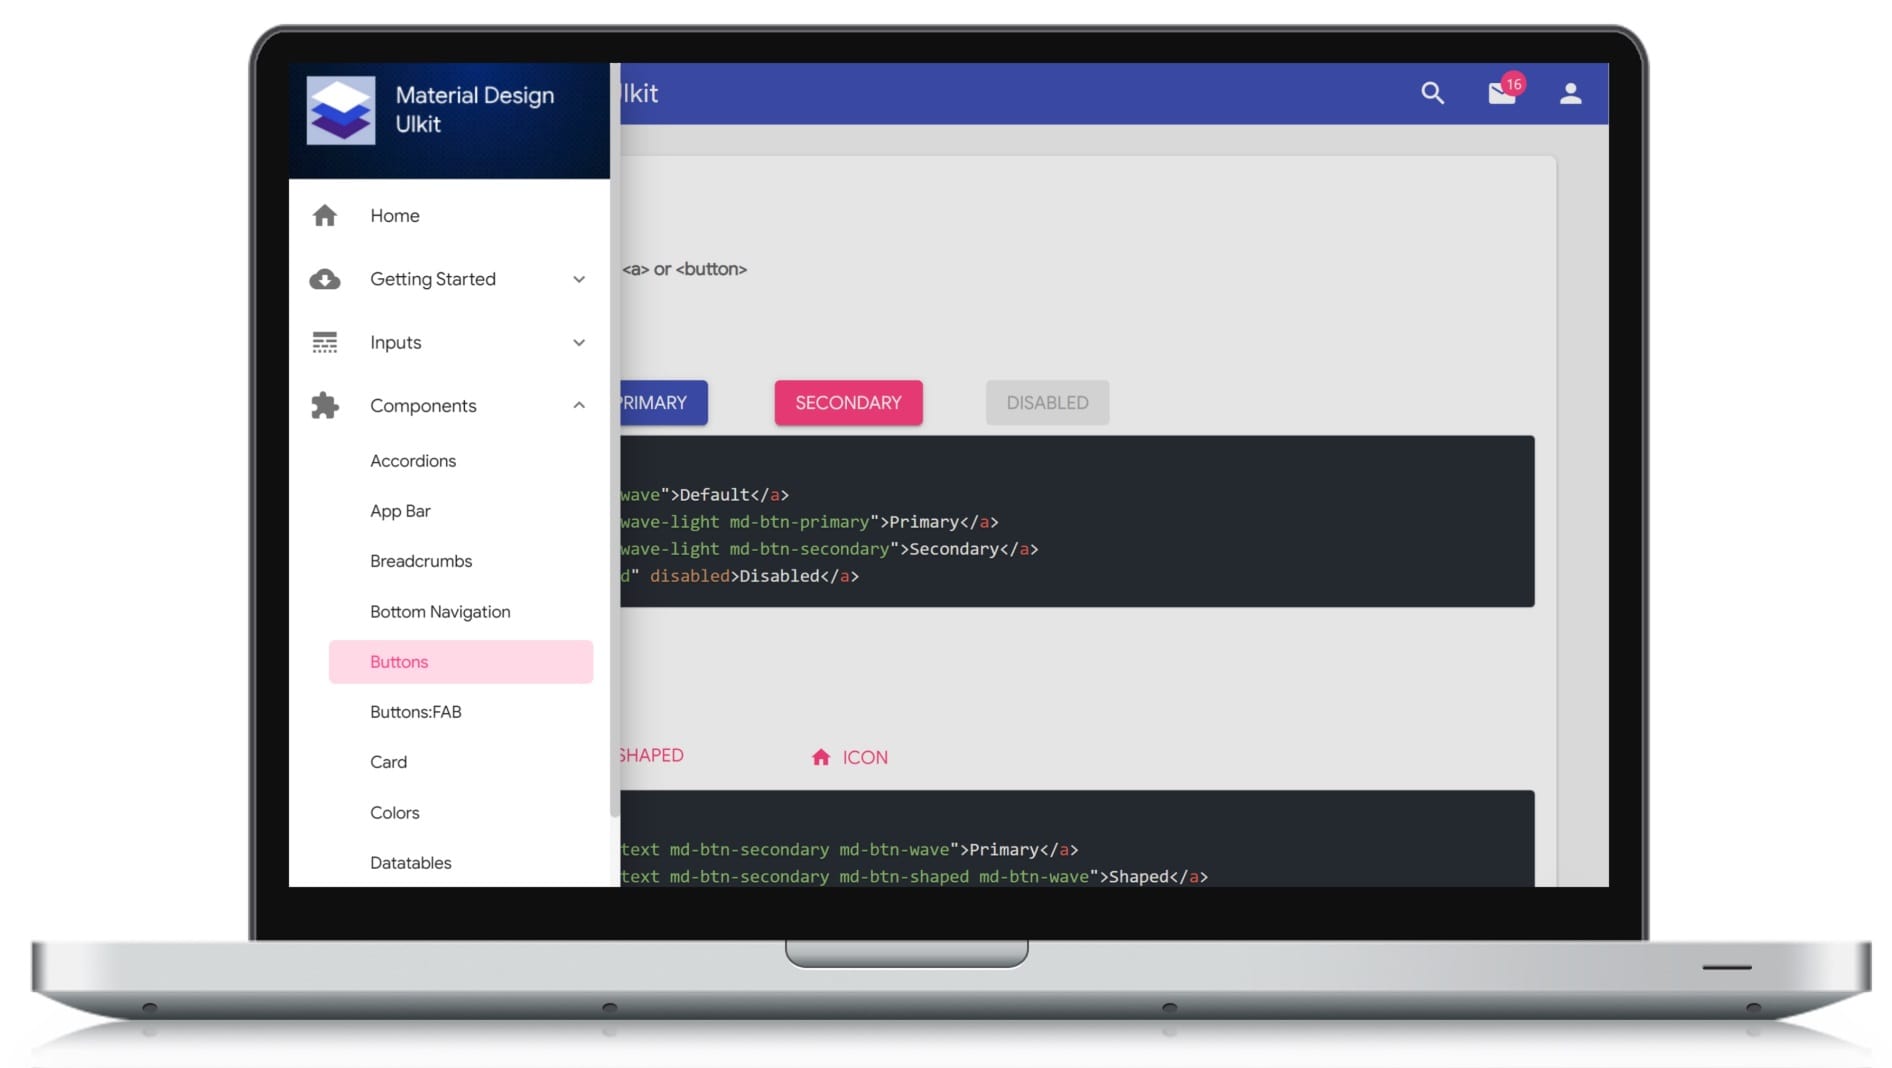 Material Design
UIkit
UIkit
16
Home
Getting Started
Inputs
Components
Accordions
App Bar
Breadcrumbs
Bottom Navigation
Buttons
Buttons:FAB
Card
Colors
Datatables
<a> or <button>
PRIMARY
SECONDARY
DISABLED
wave">Default</a>
wave-light md-btn-primary">Primary</a>
wave-light md-btn-secondary">Secondary</a>
d" disabled>Disabled</a>
SHAPED
ICON
text md-btn-secondary md-btn-wave">Primary</a>
text md-btn-secondary md-btn-shaped md-btn-wave">Shaped</a>